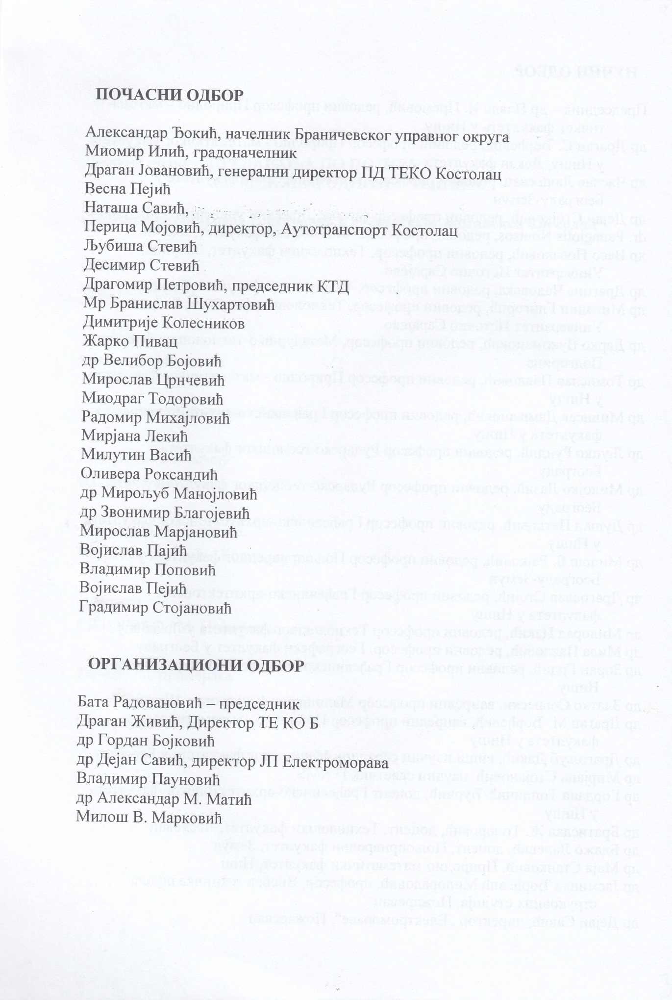 ПОЧАСНИ ОДБОР
Александар Ђокић, начелник Браничевског управног округа
Миомир Илић, градоначелник
Драган Јовановић, генерални директор ПД ТЕКО Костолац
Весна Пејић
Наташа Савић,
Перица Мојовић, директор, Аутотранспорт Костолац
Љубиша Стевић
Десимир Стевић
Драгомир Петровић, председник КТД
Мр Бранислав Шухартовић
Димитрије Колесников
Жарко Пивац
др Велибор Бојовић
Мирослав Црнчевић
Миодраг Тодоровић
Радомир Михајловић
Мирјана Лекић
Милутин Васић
Оливера Роксандић
др Мирољуб Манојловић
др Звонимир Благојевић
Мирослав Марјановић
Војислав Пајић
Владимир Поповић
Војислав Пејић
Градимир Стојановић
ОРГАНИЗАЦИОНИ ОДБОР
Бата Радовановић – председник
Драган Живић, Директор ТЕ КО Б
др Гордан Бојковић
др Дејан Савић, директор ЈП Електроморава
Владимир Пауновић
др Александар М. Матић
Милош В. Марковић